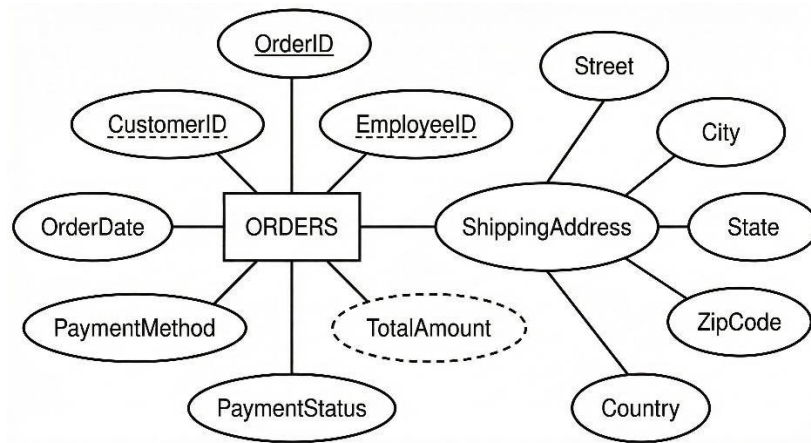 OrderID
Street
CustomerID
EmployeeID
City
OrderDate
ORDERS
ShippingAddress
State
PaymentMethod
TotalAmount
ZipCode
PaymentStatus
Country